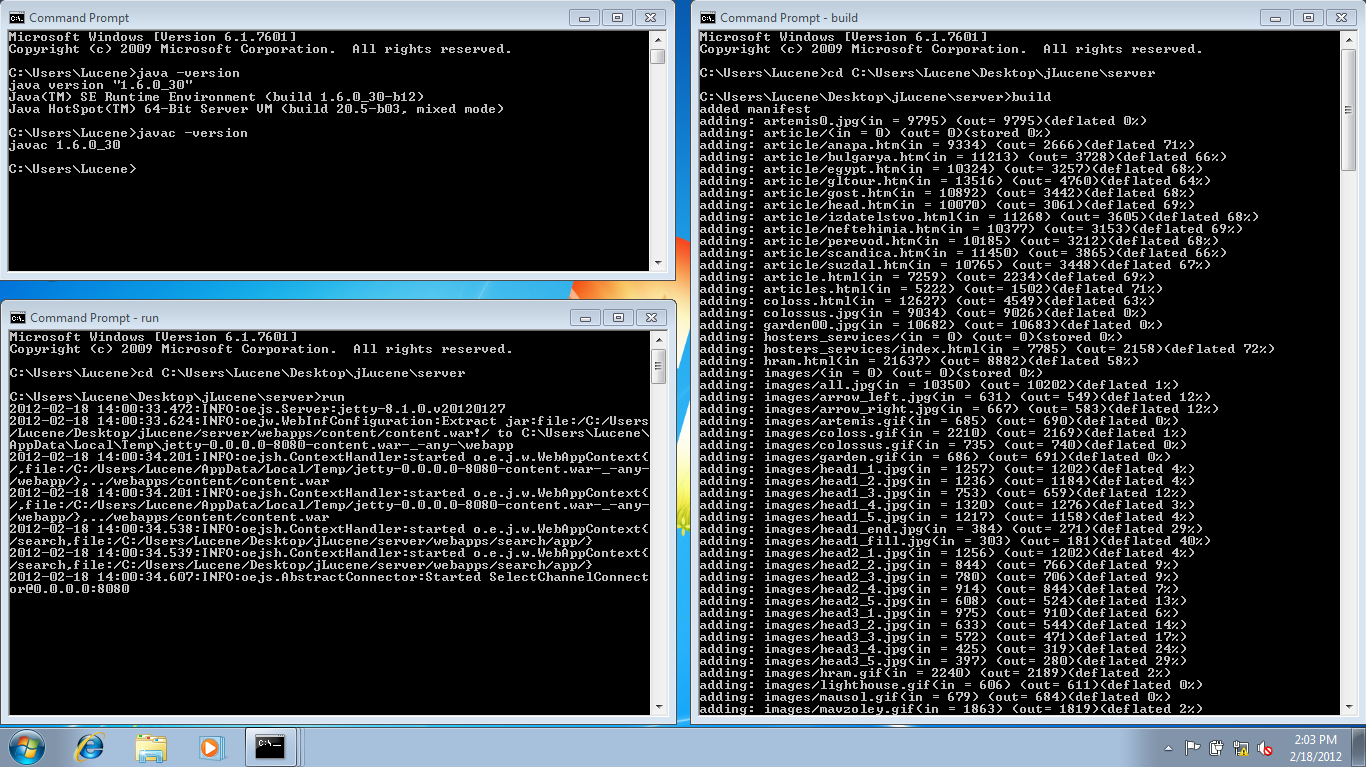 Command Prompt
Microsoft Windows [Version 6.1.7601]
Copyright (c) 2009 Microsoft Corporation.  All rights reserved.
C:\Users\Lucene>java -version
java version "1.6.0_30"
Java(TM) SE Runtime Environment (build 1.6.0_30-b12)
Java HotSpot(TM) 64-Bit Server VM (build 20.5-b03, mixed mode)
C:\Users\Lucene>javac -version
javac 1.6.0_30
C:\Users\Lucene>
Command Prompt - run
Microsoft Windows [Version 6.1.7601]
Copyright (c) 2009 Microsoft Corporation.  All rights reserved.
C:\Users\Lucene>cd C:\Users\Lucene\Desktop\jLucene\server
C:\Users\Lucene\Desktop\jLucene\server>run
2012-02-18 14:00:33.472:INFO:oejs.Server:jetty-8.1.0.v20120127
2012-02-18 14:00:33.624:INFO:oejw.WebInfConfiguration:Extract jar:file:/C:/Users
/Lucene/Desktop/jLucene/server/webapps/content/content.war!/ to C:\Users\Lucene\
AppData\Local\Temp\jetty-0.0.0.0-8080-content.war-_-any-\webapp
2012-02-18 14:00:34.201:INFO:oejsh.ContextHandler:started o.e.j.w.WebAppContext{
/,file:/C:/Users/Lucene/AppData/Local/Temp/jetty-0.0.0.0-8080-content.war-_-any-
/webapp/},../webapps/content/content.war
2012-02-18 14:00:34.201:INFO:oejsh.ContextHandler:started o.e.j.w.WebAppContext{
/,file:/C:/Users/Lucene/AppData/Local/Temp/jetty-0.0.0.0-8080-content.war-_-any-
/webapp/},../webapps/content/content.war
2012-02-18 14:00:34.538:INFO:oejsh.ContextHandler:started o.e.j.w.WebAppContext{
/search,file:/C:/Users/Lucene/Desktop/jLucene/server/webapps/search/app/}
2012-02-18 14:00:34.539:INFO:oejsh.ContextHandler:started o.e.j.w.WebAppContext{
/search,file:/C:/Users/Lucene/Desktop/jLucene/server/webapps/search/app/}
2012-02-18 14:00:34.607:INFO:oejs.AbstractConnector:Started SelectChannelConnect
or@0.0.0.0:8080
Command Prompt - build
Microsoft Windows [Version 6.1.7601]
Copyright (c) 2009 Microsoft Corporation.  All rights reserved.
C:\Users\Lucene>cd C:\Users\Lucene\Desktop\jLucene\server
C:\Users\Lucene\Desktop\jLucene\server>build
added manifest
adding: artemis0.jpg(in = 9795) (out= 9795)(deflated 0%)
adding: article/(in = 0) (out= 0)(stored 0%)
adding: article/anapa.htm(in = 9334) (out= 2666)(deflated 71%)
adding: article/bulgarya.htm(in = 11213) (out= 3728)(deflated 66%)
adding: article/egypt.htm(in = 10324) (out= 3257)(deflated 68%)
adding: article/gltour.htm(in = 13516) (out= 4760)(deflated 64%)
adding: article/gost.htm(in = 10892) (out= 3442)(deflated 68%)
adding: article/head.htm(in = 10070) (out= 3061)(deflated 69%)
adding: article/izdatelstvo.html(in = 11268) (out= 3605)(deflated 68%)
adding: article/neftehimia.htm(in = 10377) (out= 3153)(deflated 69%)
adding: article/perevod.htm(in = 10185) (out= 3212)(deflated 68%)
adding: article/scandica.htm(in = 11450) (out= 3865)(deflated 66%)
adding: article/suzdal.htm(in = 10765) (out= 3448)(deflated 67%)
adding: article.html(in = 7259) (out= 2234)(deflated 69%)
adding: articles.html(in = 5222) (out= 1502)(deflated 71%)
adding: coloss.html(in = 12627) (out= 4549)(deflated 63%)
adding: colossus.jpg(in = 9034) (out= 9026)(deflated 0%)
adding: garden00.jpg(in = 10682) (out= 10683)(deflated 0%)
adding: hosters_services/(in = 0) (out= 0)(stored 0%)
adding: hosters_services/index.html(in = 7785) (out= 2158)(deflated 72%)
adding: hram.html(in = 21637) (out= 8882)(deflated 58%)
adding: images/(in = 0) (out= 0)(stored 0%)
adding: images/all.jpg(in = 10350) (out= 10202)(deflated 1%)
adding: images/arrow_left.jpg(in = 631) (out= 549)(deflated 12%)
adding: images/arrow_right.jpg(in = 667) (out= 583)(deflated 12%)
adding: images/artemis.gif(in = 685) (out= 690)(deflated 0%)
adding: images/coloss.gif(in = 2210) (out= 2169)(deflated 1%)
adding: images/colossus.gif(in = 735) (out= 740)(deflated 0%)
adding: images/garden.gif(in = 686) (out= 691)(deflated 0%)
adding: images/head1_1.jpg(in = 1257) (out= 1202)(deflated 4%)
adding: images/head1_2.jpg(in = 1236) (out= 1184)(deflated 4%)
adding: images/head1_3.jpg(in = 753) (out= 659)(deflated 12%)
adding: images/head1_4.jpg(in = 1320) (out= 1276)(deflated 3%)
adding: images/head1_5.jpg(in = 1217) (out= 1158)(deflated 4%)
adding: images/head1_end.jpg(in = 384) (out= 271)(deflated 29%)
adding: images/head1_fill.jpg(in = 303) (out= 181)(deflated 40%)
adding: images/head2_1.jpg(in = 1256) (out= 1202)(deflated 4%)
adding: images/head2_2.jpg(in = 844) (out= 766)(deflated 9%)
adding: images/head2_3.jpg(in = 780) (out= 706)(deflated 9%)
adding: images/head2_4.jpg(in = 914) (out= 844)(deflated 7%)
adding: images/head2_5.jpg(in = 608) (out= 524)(deflated 13%)
adding: images/head3_1.jpg(in = 975) (out= 910)(deflated 6%)
adding: images/head3_2.jpg(in = 633) (out= 544)(deflated 14%)
adding: images/head3_3.jpg(in = 572) (out= 471)(deflated 17%)
adding: images/head3_4.jpg(in = 425) (out= 319)(deflated 24%)
adding: images/head3_5.jpg(in = 397) (out= 280)(deflated 29%)
adding: images/hram.gif(in = 2240) (out= 2189)(deflated 2%)
adding: images/lighthouse.gif(in = 606) (out= 611)(deflated 0%)
adding: images/mausol.gif(in = 679) (out= 684)(deflated 0%)
adding: images/mavzoley.gif(in = 1863) (out= 1819)(deflated 2%)
2:03 PM
2/18/2012